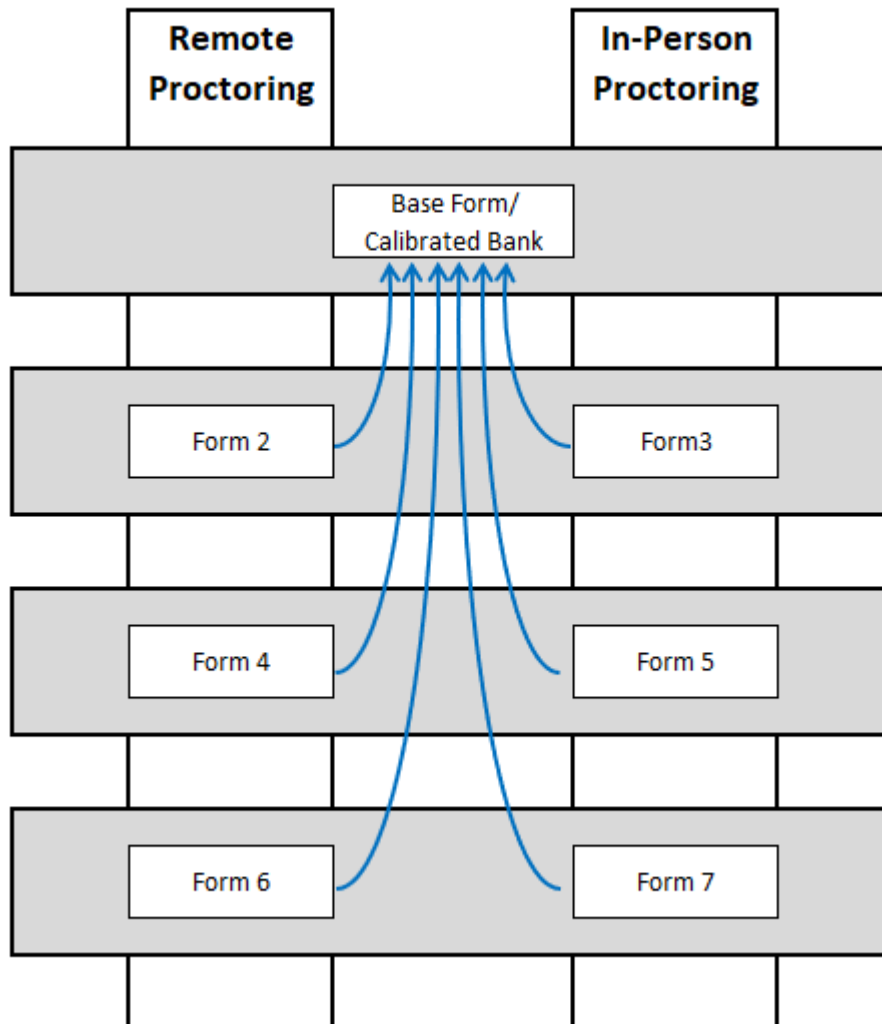 Remote
Proctoring
In-Person
Proctoring
Base Form/
Calibrated Bank
Form 2
Form3
Form 4
Form 5
Form 6
Form 7